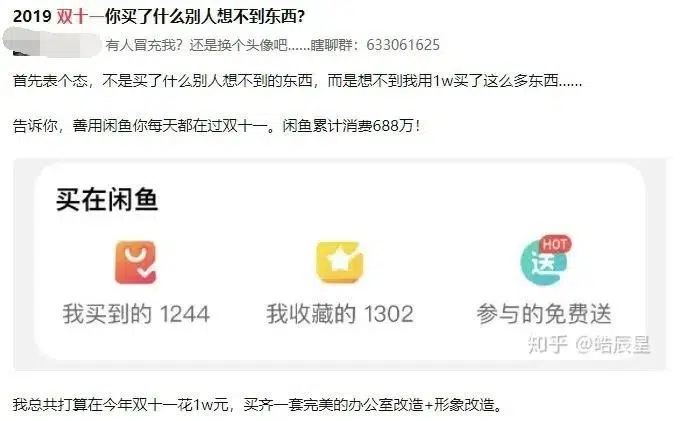 2019 双十一你买了什么别人想不到东西?
有人冒充我?还是换个头像吧......瞎聊群:633061625
首先表个态,不是买了什么别人想不到的东西,而是想不到我用1w买了这么多东西......
告诉你,善用闲鱼你每天都在过双十一。闲鱼累计消费688万!
买在闲鱼
HOT
送
我买到的 1244 我收藏的 1302 参与的免费送
知乎 @皓辰星
我总共打算在今年双十一花1w元,买齐一套完美的办公室改造+形象改造。